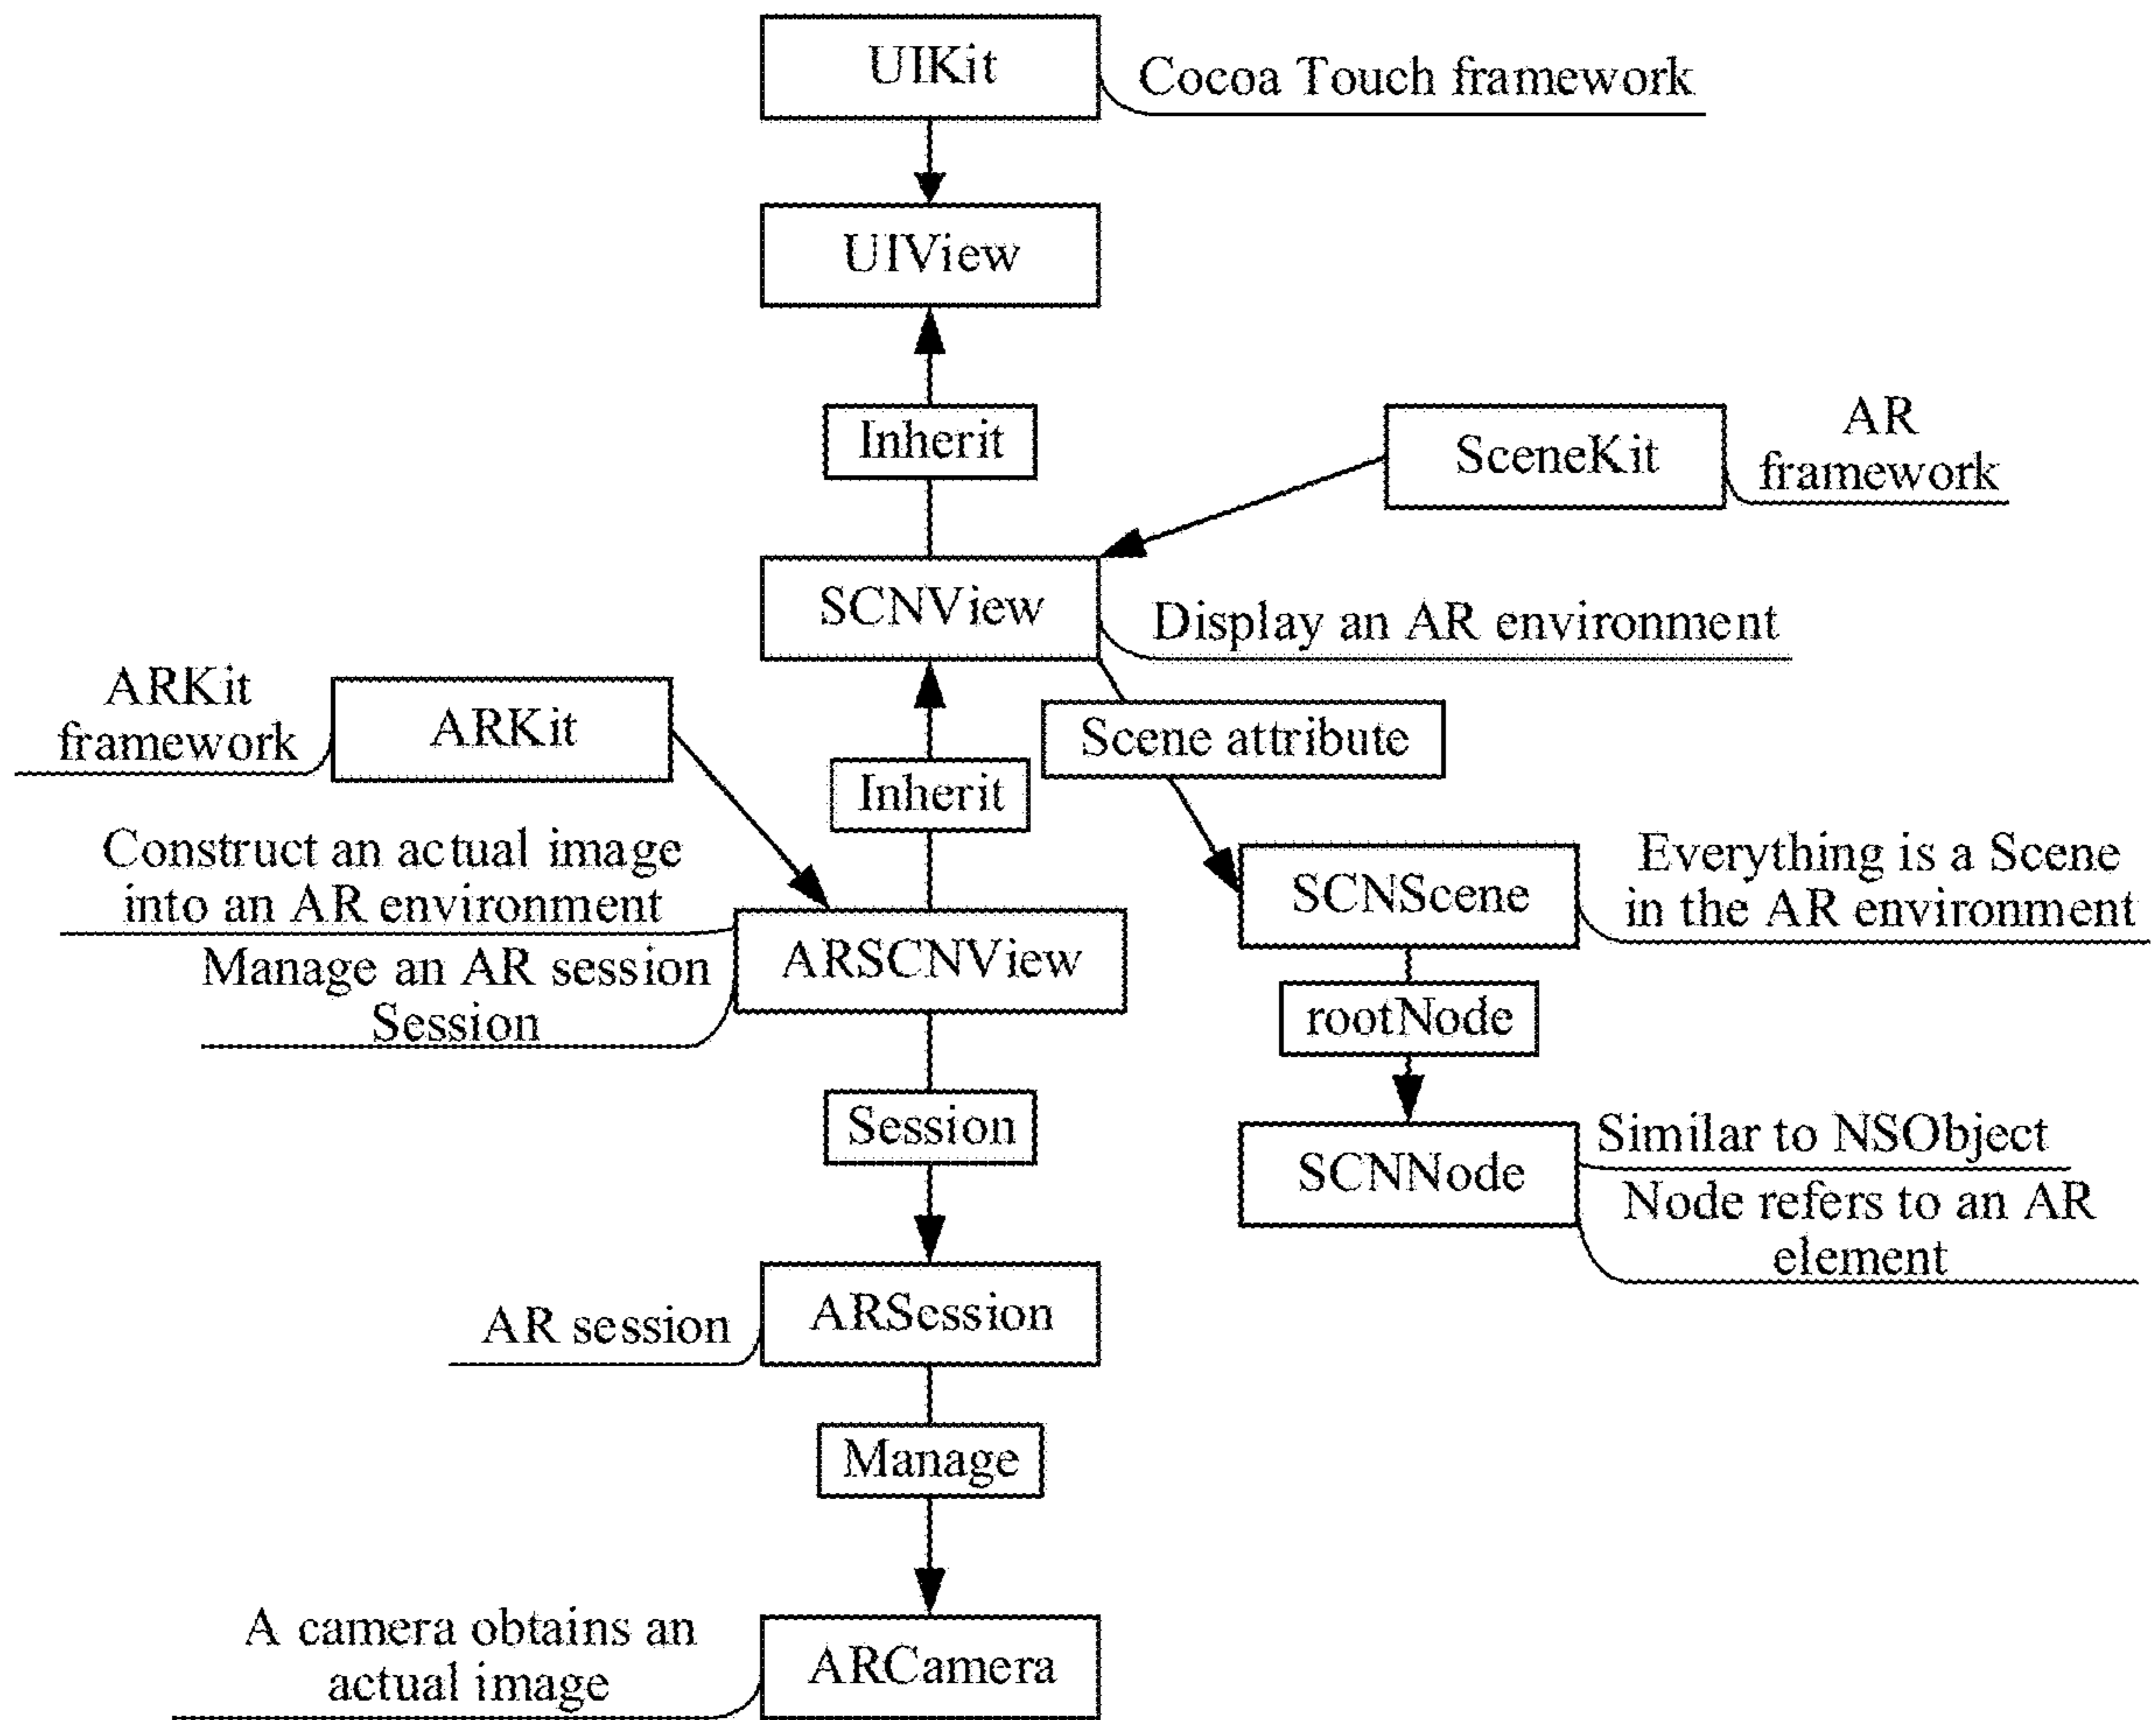 UIKit
Cocoa Touch framework
UIView
Inherit
SceneKit
AR
framework
SCNView
Display an AR environment
ARKit
framework
ARKit
Scene attribute
Inherit
Construct an actual image
into an AR environment
Manage an AR session
Session
ARSCNView
SCNScene
Everything is a Scene
in the AR environment
rootNode
Session
SCNNode
Similar to NSObject
Node refers to an AR
element
AR session
ARSession
Manage
A camera obtains an
actual image
ARCamera